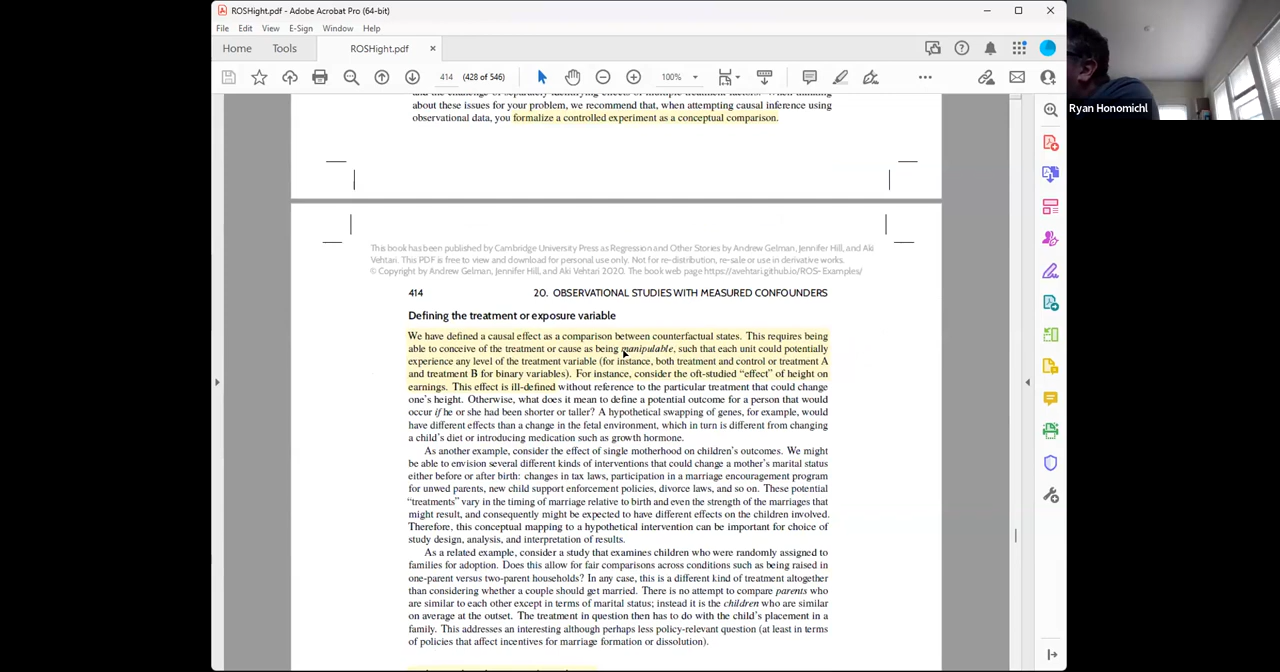 ROSHight.pdf - Adobe Acrobat Pro (64-bit)
File Edit View E-Sign Window Help
Home Tools ROSHight.pdf
414 (428 of 546) 100%
Ryan Honomichl
about these issues for your problem, we recommend that, when attempting causal inference using
observational data, you formalize a controlled experiment as a conceptual comparison.
This book has been published by Cambridge University Press as Regression and Other Stories by Andrew Gelman, Jennifer Hill, and Aki
Vehtari. This PDF is free to view and download for personal use only. Not for re-distribution, re-sale or use in derivative works.
© Copyright by Andrew Gelman, Jennifer Hill, and Aki Vehtari 2020. The book web page https://avehtari.github.io/ROS-Examples/
414 20. OBSERVATIONAL STUDIES WITH MEASURED CONFOUNDERS
Defining the treatment or exposure variable
We have defined a causal effect as a comparison between counterfactual states. This requires being
able to conceive of the treatment or cause as being manipulable, such that each unit could potentially
experience any level of the treatment variable (for instance, both treatment and control or treatment A
and treatment B for binary variables). For instance, consider the oft-studied “effect” of height on
earnings. This effect is ill-defined without reference to the particular treatment that could change
one’s height. Otherwise, what does it mean to define a potential outcome for a person that would
occur if he or she had been shorter or taller? A hypothetical swapping of genes, for example, would
have different effects than a change in the fetal environment, which in turn is different from changing
a child’s diet or introducing medication such as growth hormone.
As another example, consider the effect of single motherhood on children’s outcomes. We might
be able to envision several different kinds of interventions that could change a mother’s marital status
either before or after birth: changes in tax laws, participation in a marriage encouragement program
for unwed parents, new child support enforcement policies, divorce laws, and so on. These potential
“treatments” vary in the timing of marriage relative to birth and even the strength of the marriages that
might result, and consequently might be expected to have different effects on the children involved.
Therefore, this conceptual mapping to a hypothetical intervention can be important for choice of
study design, analysis, and interpretation of results.
As a related example, consider a study that examines children who were randomly assigned to
families for adoption. Does this allow for fair comparisons across conditions such as being raised in
one-parent versus two-parent households? In any case, this is a different kind of treatment altogether
than considering whether a couple should get married. There is no attempt to compare parents who
are similar to each other except in terms of marital status; instead it is the children who are similar
on average at the outset. The treatment in question then has to do with the child’s placement in a
family. This addresses an interesting although perhaps less policy-relevant question (at least in terms
of policies that affect incentives for marriage formation or dissolution).